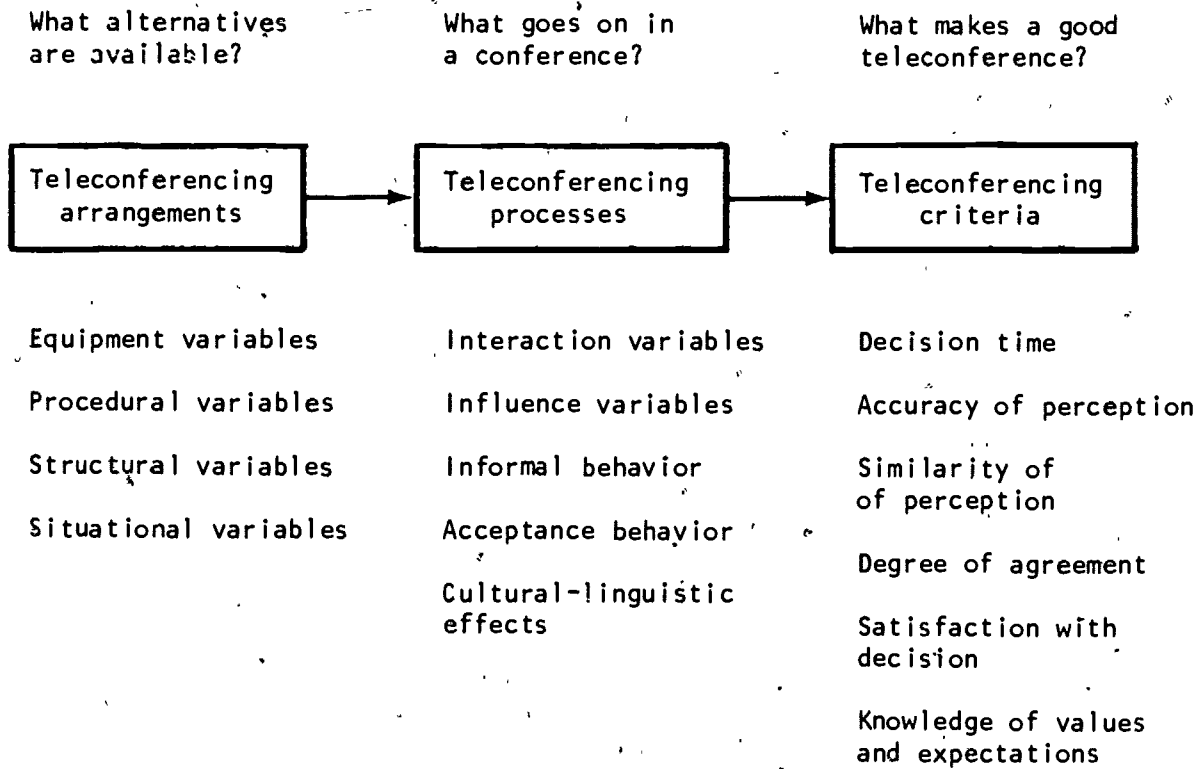 What alternatives
are available?
What goes on in
a conference?
What makes a good
teleconference?
Teleconferencing
arrangements
Teleconferencing
processes
Teleconferencing
criteria
Equipment variables
Procedural variables
Structural variables
Situational variables
Interaction variables
Influence variables
Informal behavior
Acceptance behavior
Cultural-linguistic
effects
Decision time
Accuracy of perception
Similarity of
of perception
Degree of agreement
Satisfaction with
decision
Knowledge of values
and expectations